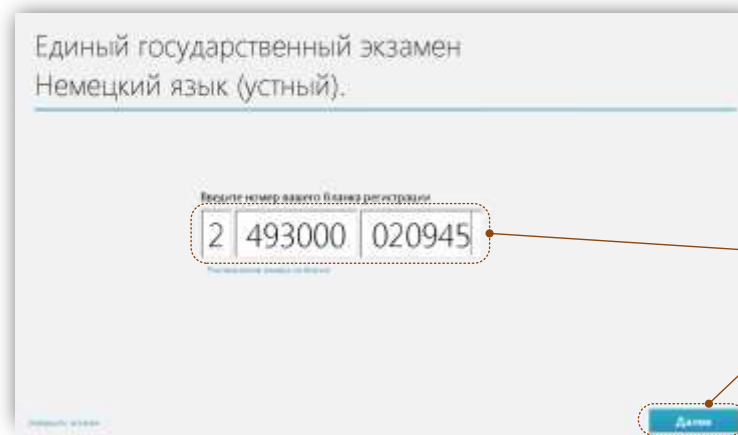 Единый государственный экзамен
Немецкий язык (устный).
Введите номер вашего бланка регистрации
2 493000 020945
Далее